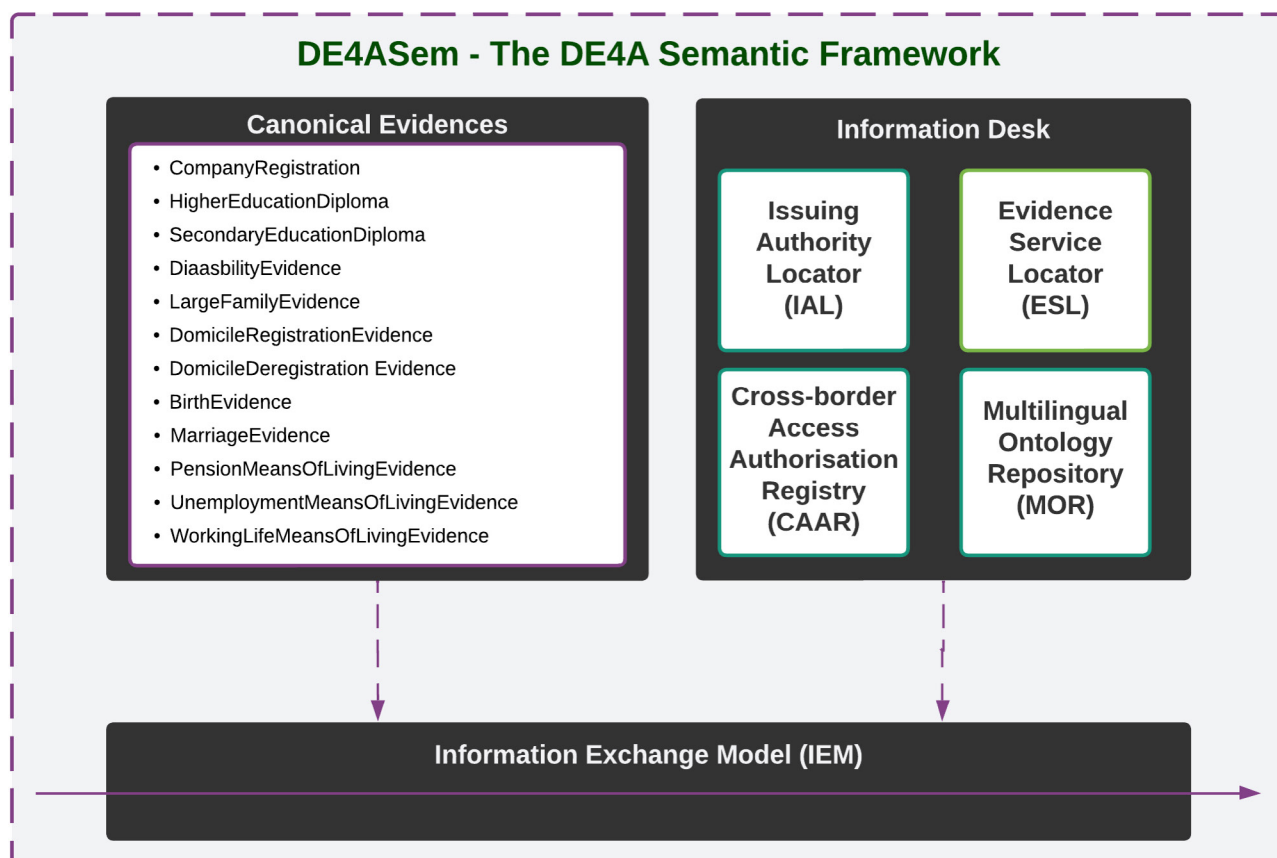 DE4ASem - The DE4A Semantic Framework
Canonical Evidences
• CompanyRegistration
• HigherEducationDiploma
• SecondaryEducationDiploma
• DiaasbilityEvidence
• LargeFamilyEvidence
• DomicileRegistrationEvidence
• DomicileDeregistration Evidence
• BirthEvidence
• MarriageEvidence
• PensionMeansOfLivingEvidence
• UnemploymentMeansOfLivingEvidence
• WorkingLifeMeansOfLivingEvidence
Information Desk
Issuing
Authority
Locator
(IAL)
Evidence
Service
Locator
(ESL)
Cross-border
Access
Authorisation
Registry
(CAAR)
Multilingual
Ontology
Repository
(MOR)
Information Exchange Model (IEM)